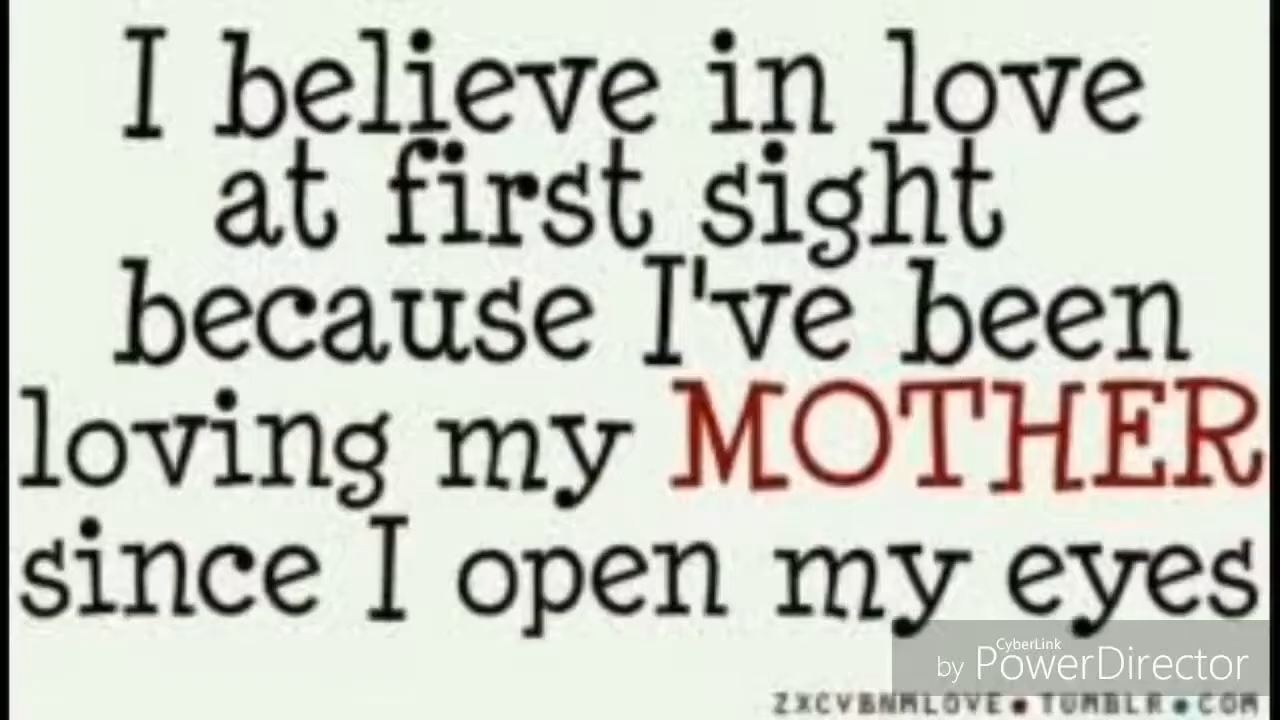 I believe in love
at first sight
because I've been
loving my MOTHER
since I open my eyes
CyberLink
by PowerDirector
ZXCVBNMLOVE•TUMBLR•COM